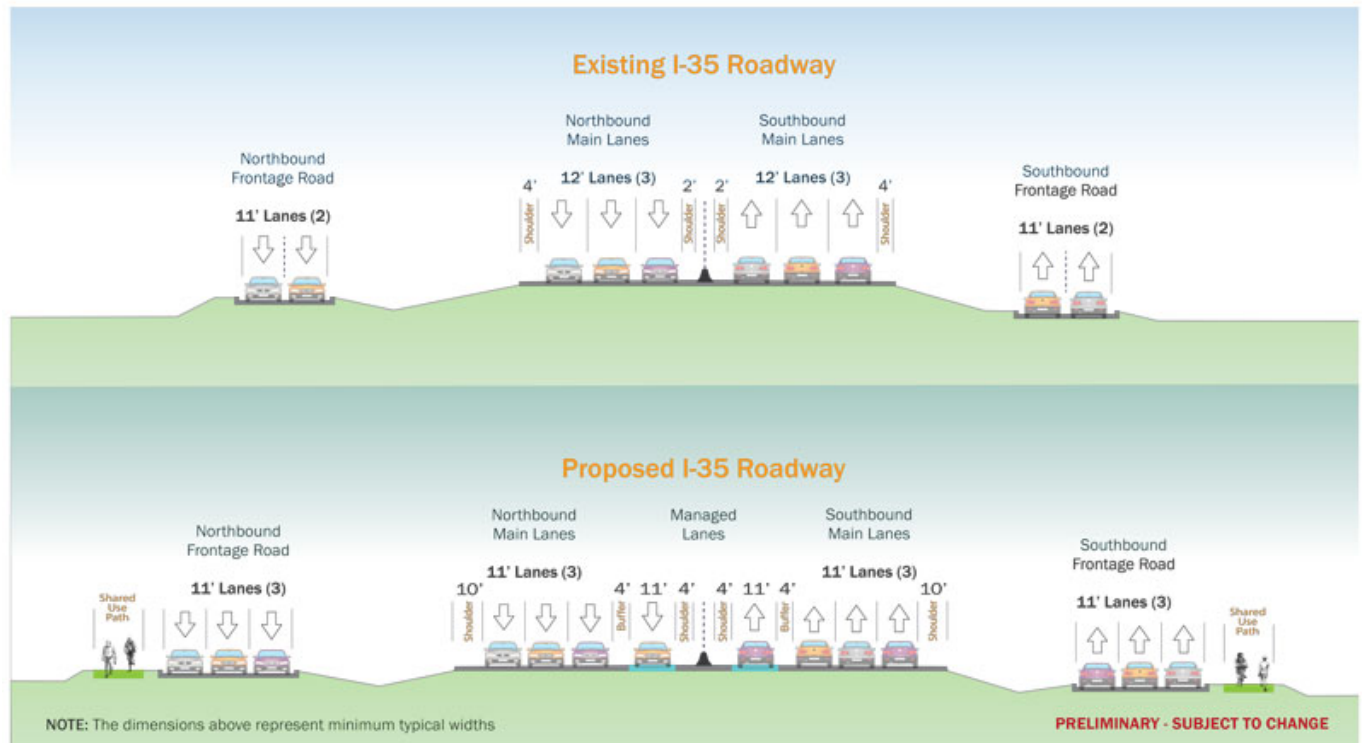 Existing I-35 Roadway
Northbound
Frontage Road
11' Lanes (2)
Northbound
Main Lanes
4'
12' Lanes (3)
2'
Shoulder
Shoulder
Southbound
Main Lanes
2'
12' Lanes (3)
4'
Shoulder
Shoulder
Southbound
Frontage Road
11' Lanes (2)
Proposed I-35 Roadway
Shared
Use
Path
Northbound
Frontage Road
11' Lanes (3)
Northbound
Main Lanes
11' Lanes (3)
10'
Shoulder
Managed
Lanes
4'
11'
4'
4'
11'
4'
Buffer
Shoulder
Shoulder
Buffer
Southbound
Main Lanes
11' Lanes (3)
10'
Shoulder
Southbound
Frontage Road
11' Lanes (3)
Shared
Use
Path
NOTE: The dimensions above represent minimum typical widths
PRELIMINARY - SUBJECT TO CHANGE